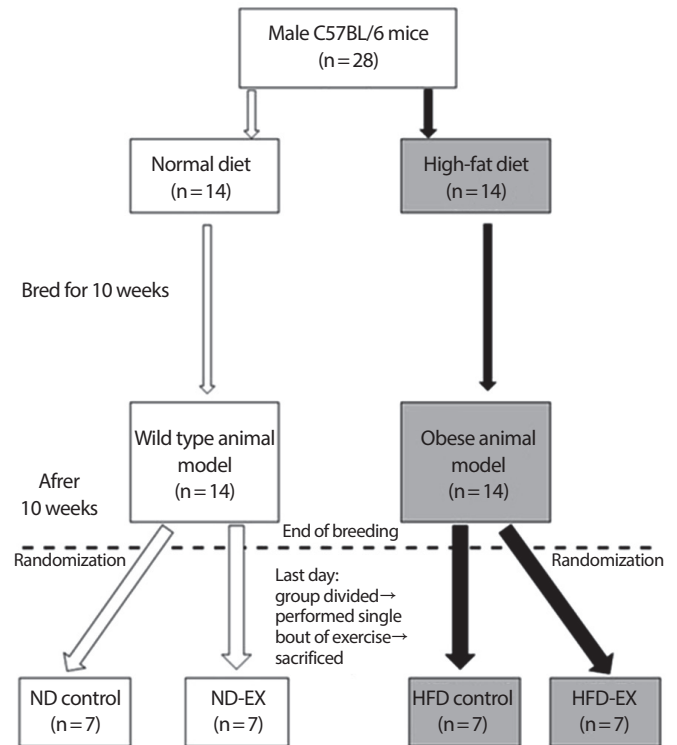 Male C57BL/6 mice
(n=28)
Normal diet
(n=14)
High-fat diet
(n=14)
Bred for 10 weeks
Wild type animal
model
(n=14)
Obese animal
model
(n=14)
Afrer
10 weeks
End of breeding
Randomization
Randomization
Last day:
group divided→
performed single
bout of exercise→
sacrificed
ND control
(n=7)
ND-EX
(n=7)
HFD control
(n=7)
HFD-EX
(n=7)